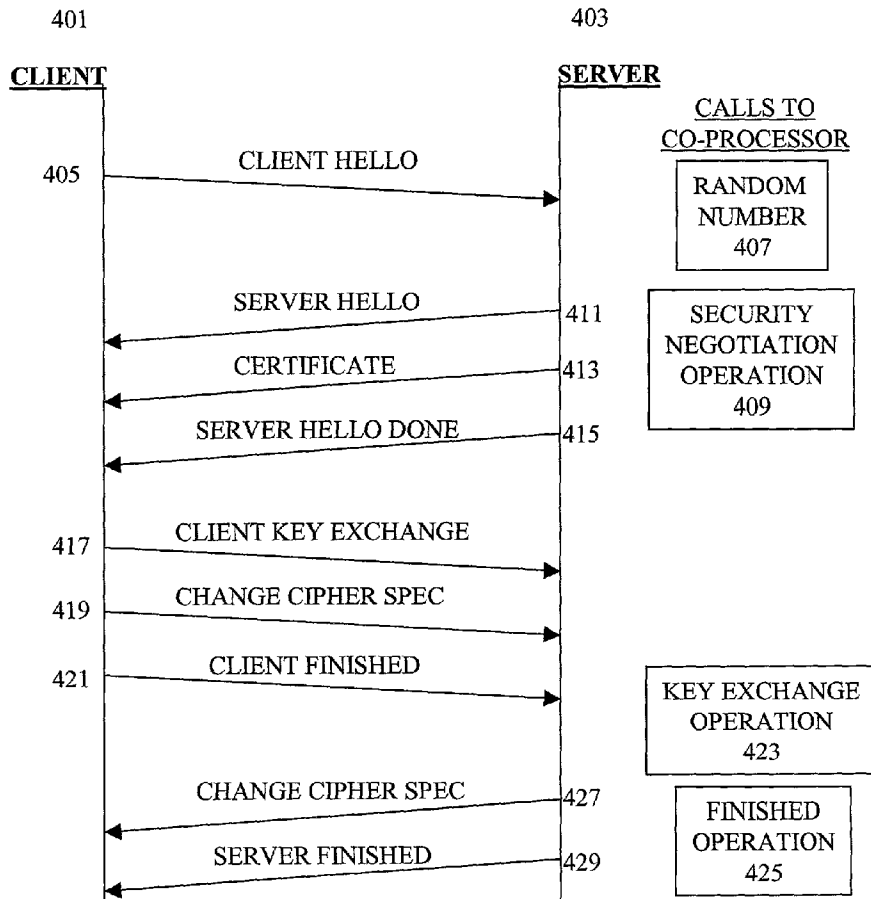 401
403
CLIENT
SERVER
CALLS TO
CO-PROCESSOR
405
CLIENT HELLO
RANDOM
NUMBER
407
SERVER HELLO
411
SECURITY
NEGOTIATION
OPERATION
409
CERTIFICATE
413
SERVER HELLO DONE
415
417
CLIENT KEY EXCHANGE
419
CHANGE CIPHER SPEC
421
CLIENT FINISHED
KEY EXCHANGE
OPERATION
423
CHANGE CIPHER SPEC
427
FINISHED
OPERATION
425
SERVER FINISHED
429